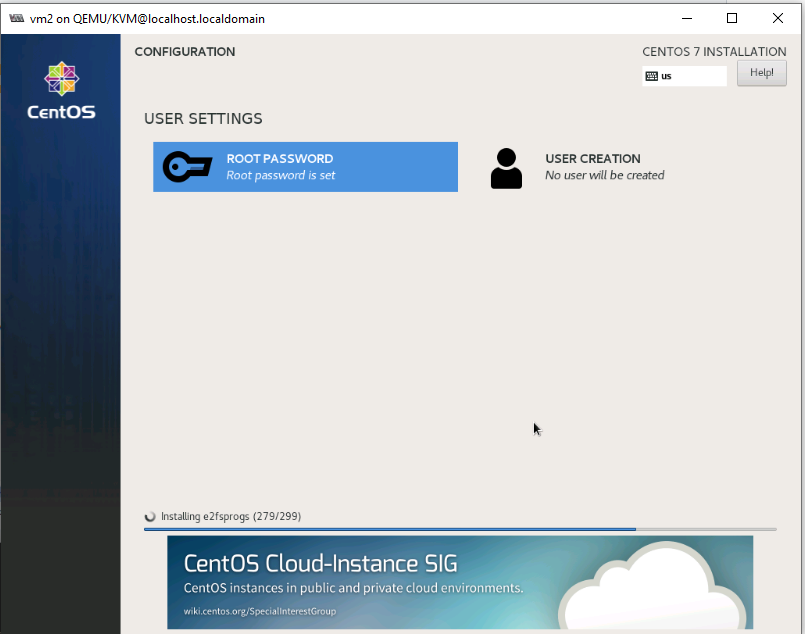 vm2 on QEMU/KVM@localhost.localdomain
CentOS
CONFIGURATION
CENTOS 7 INSTALLATION
us
Help!
USER SETTINGS
ROOT PASSWORD
Root password is set
USER CREATION
No user will be created
Installing e2fsprogs (279/299)
CentOS Cloud-Instance SIG
CentOS instances in public and private cloud environments.
wiki.centos.org/SpecialInterestGroup